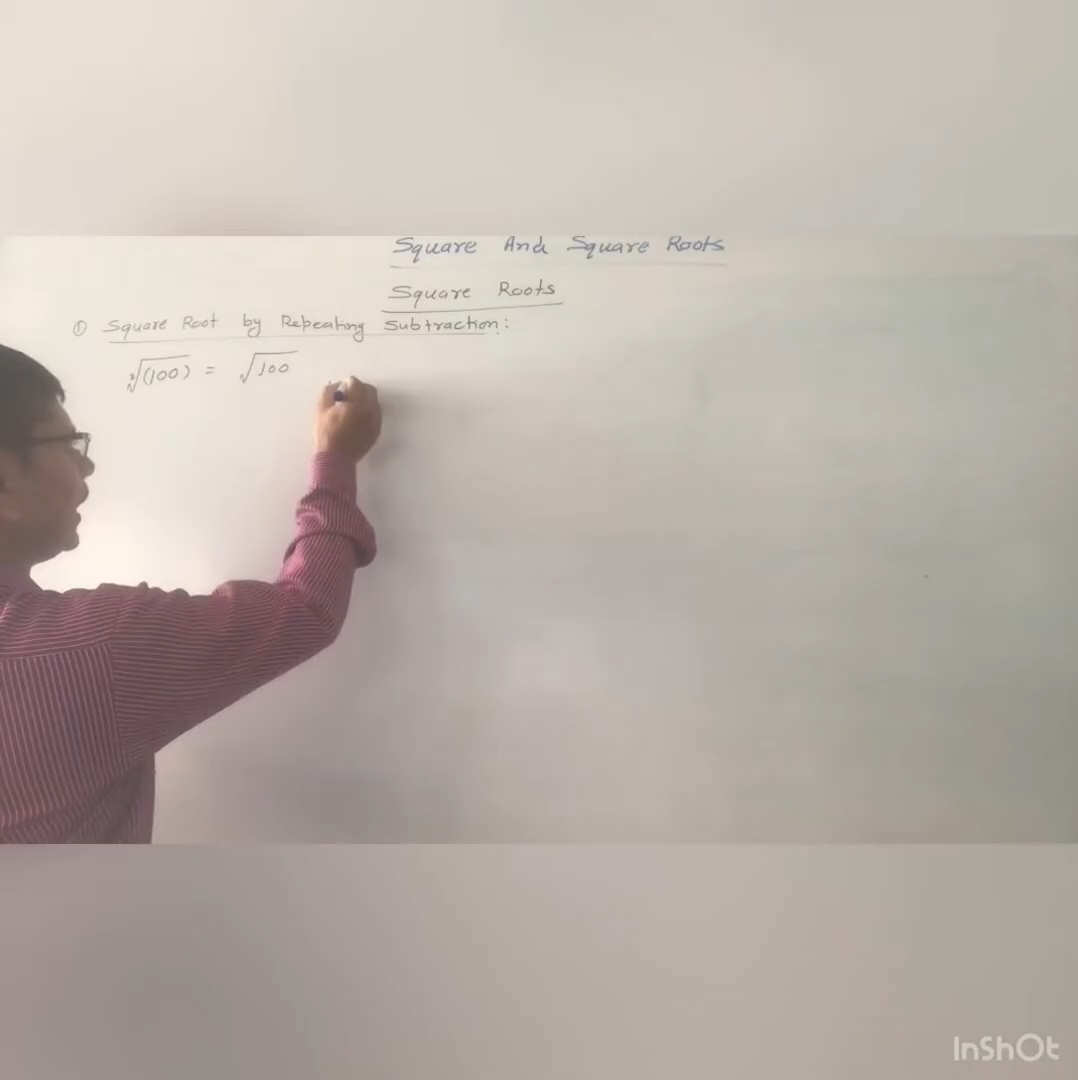 Square And Square Roots
Square Roots
① Square Root by Repeating Subtraction:
²√(100) = √100
InShOt